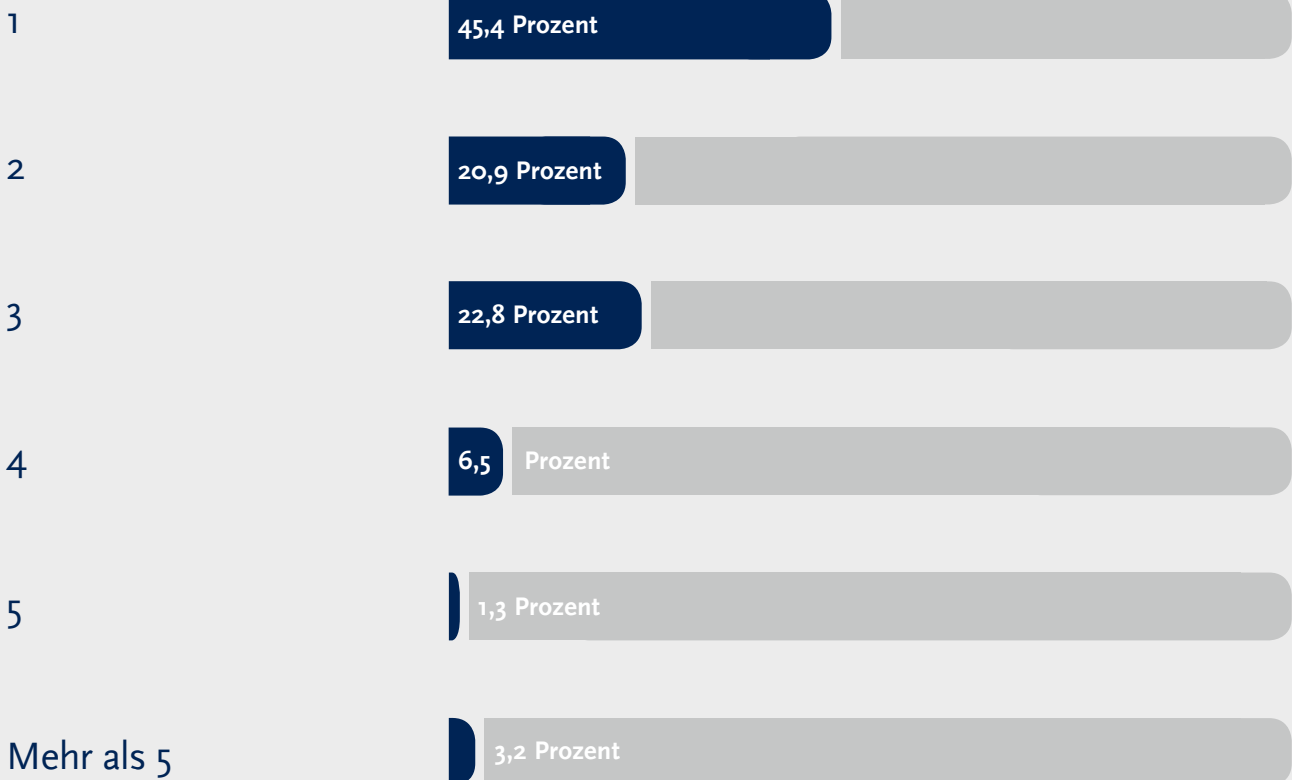 1 45,4 Prozent
2 20,9 Prozent
3 22,8 Prozent
4 6,5 Prozent
5 1,3 Prozent
Mehr als 5 3,2 Prozent